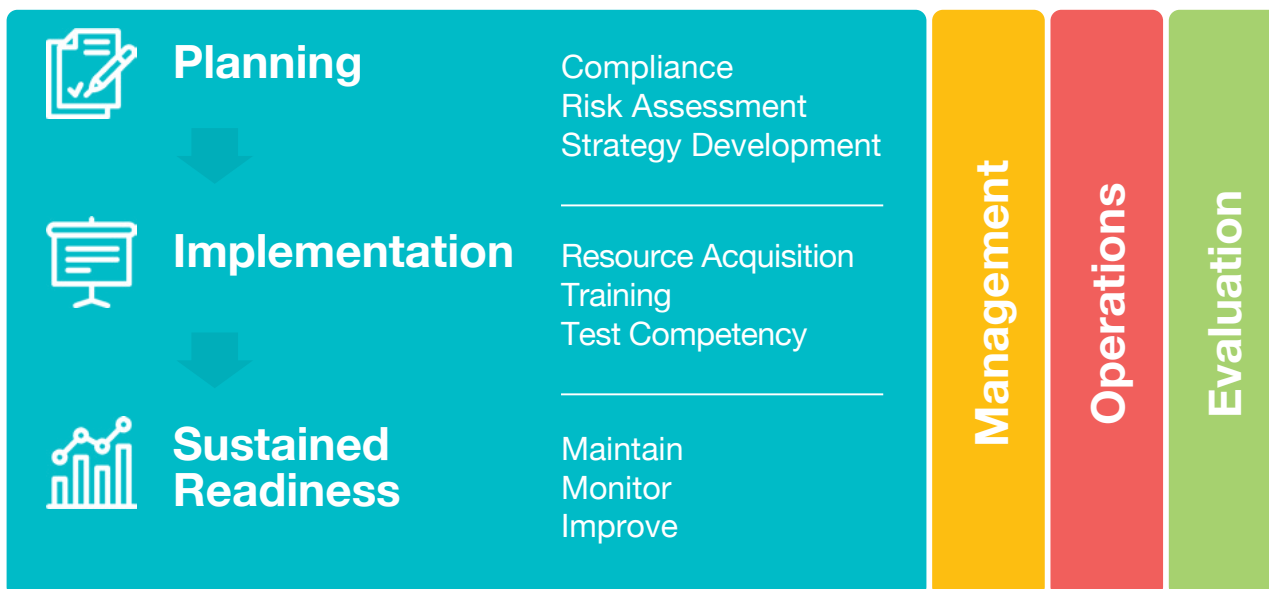 Planning
Compliance
Risk Assessment
Strategy Development
Implementation
Resource Acquisition
Training
Test Competency
Sustained
Readiness
Maintain
Monitor
Improve
Management
Operations
Evaluation